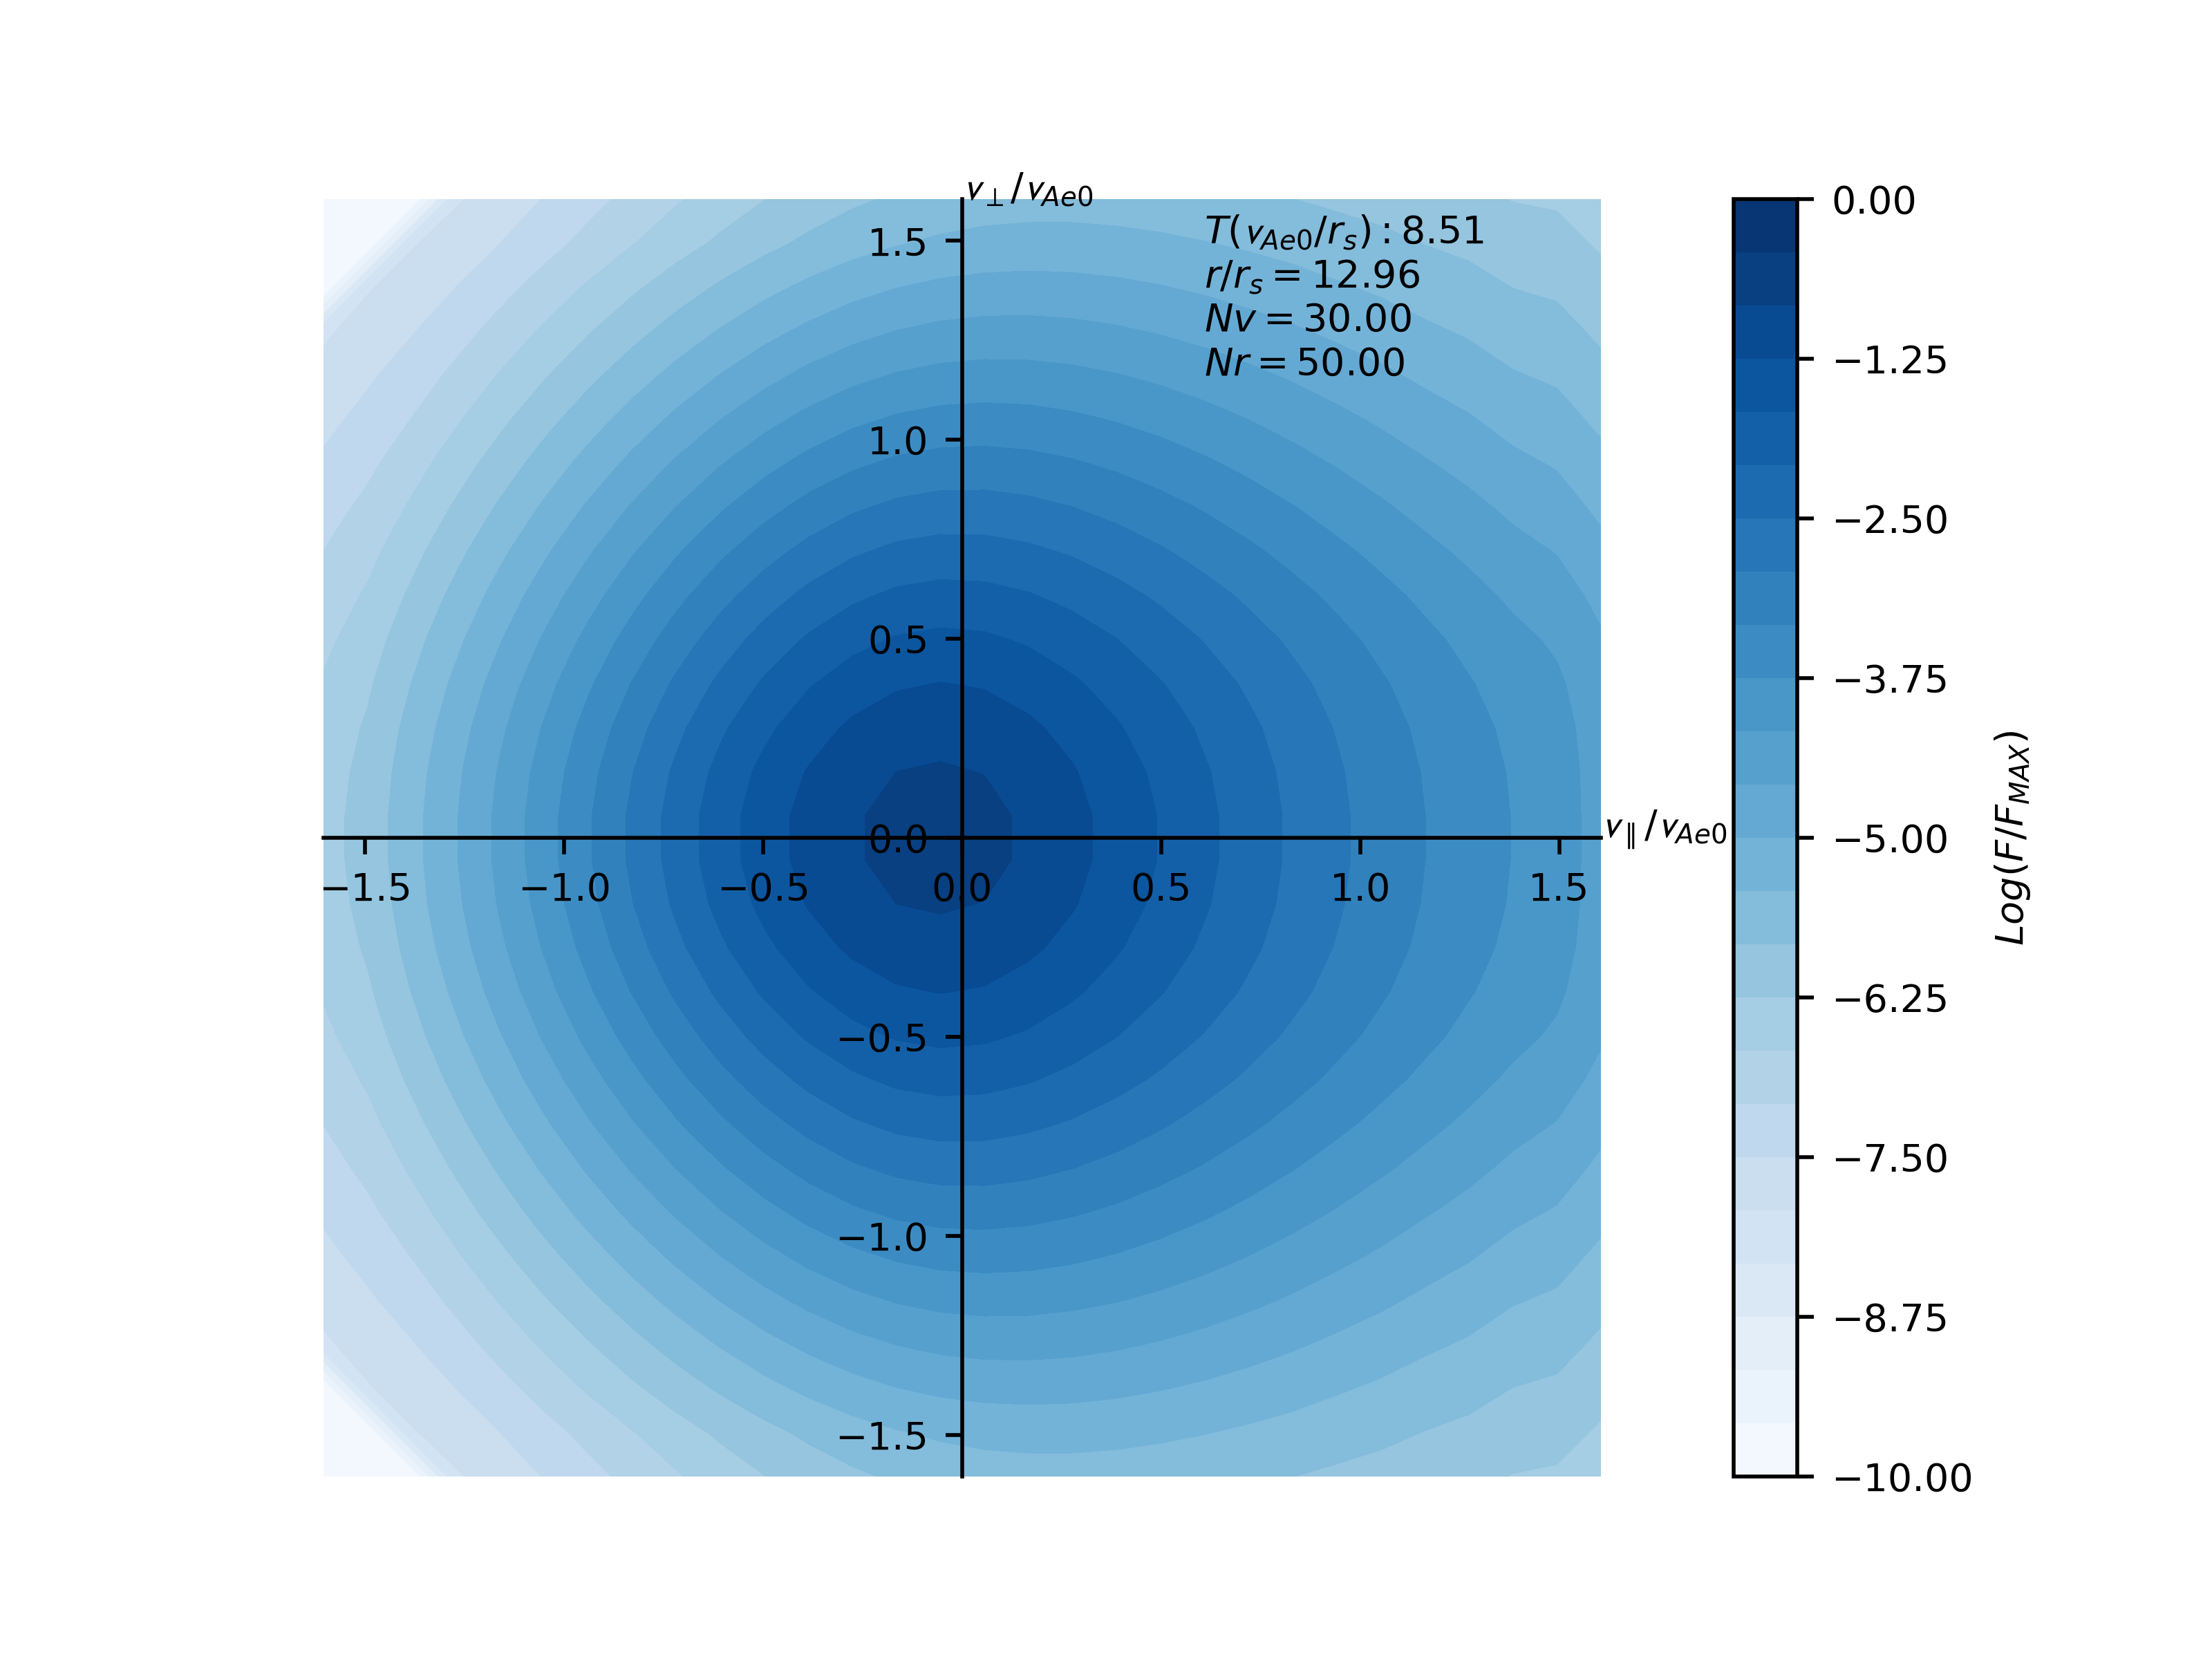 v⊥/vAe0
T(vAe0/rs) : 8.51
r/rs = 12.96
Nv = 30.00
Nr = 50.00
1.5
1.0
0.5
0.0
−0.5
−1.0
−1.5
−1.5 −1.0 −0.5 0.0 0.5 1.0 1.5
v∥/vAe0
0.00
−1.25
−2.50
−3.75
−5.00
−6.25
−7.50
−8.75
−10.00
Log(F/FMAX)